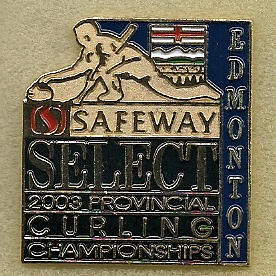 SAFEWAY
SELECT
2003 PROVINCIAL
CURLING
CHAMPIONSHIPS
EDMONTON